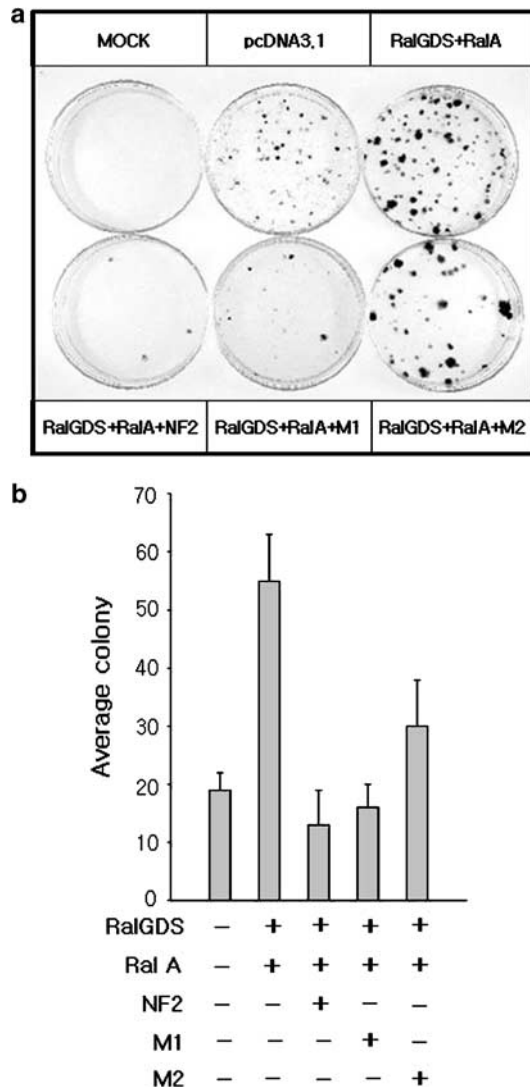 a
MOCK pcDNA3.1 RalGDS+RalA
RalGDS+RalA+NF2 RalGDS+RalA+M1 RalGDS+RalA+M2
b
Average colony
70
60
50
40
30
20
10
0
RalGDS − + + + +
Ral A − + + + +
NF2 − − + − −
M1 − − − + −
M2 − − − − +